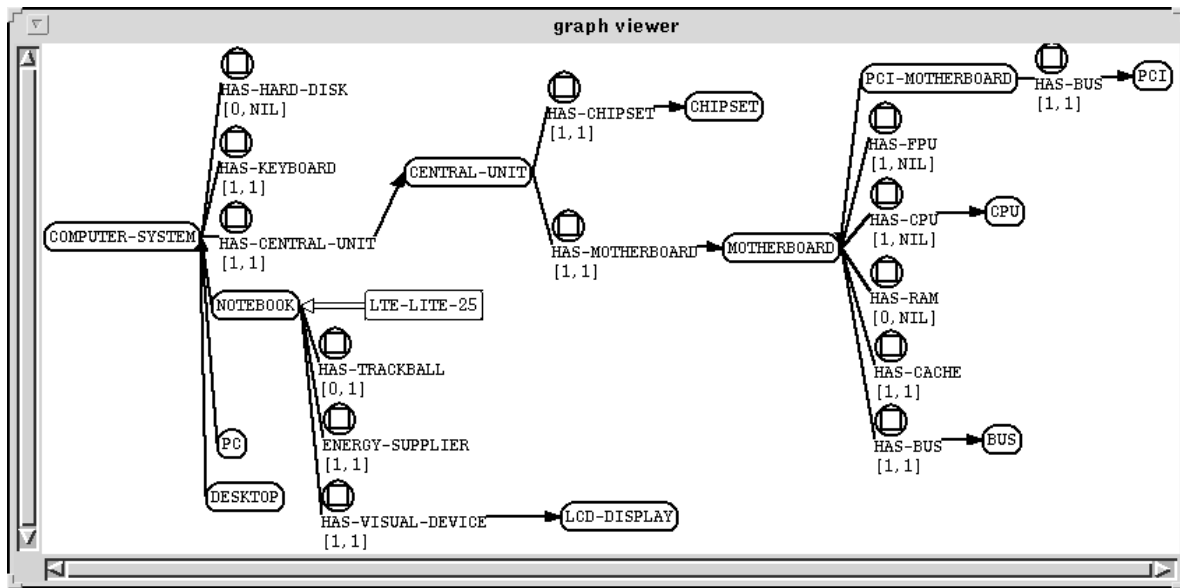 graph viewer
HAS-HARD-DISK
[0,NIL]
HAS-KEYBOARD
[1,1]
COMPUTER-SYSTEM
HAS-CENTRAL-UNIT
[1,1]
NOTEBOOK
LTE-LITE-25
HAS-TRACKBALL
[0,1]
PC
ENERGY-SUPPLIER
[1,1]
DESKTOP
HAS-VISUAL-DEVICE
[1,1]
LCD-DISPLAY
CENTRAL-UNIT
HAS-CHIPSET
[1,1]
CHIPSET
HAS-MOTHERBOARD
[1,1]
MOTHERBOARD
PCI-MOTHERBOARD
HAS-BUS
[1,1]
PCI
HAS-FPU
[1,NIL]
HAS-CPU
[1,NIL]
CPU
HAS-RAM
[0,NIL]
HAS-CACHE
[1,1]
HAS-BUS
[1,1]
BUS